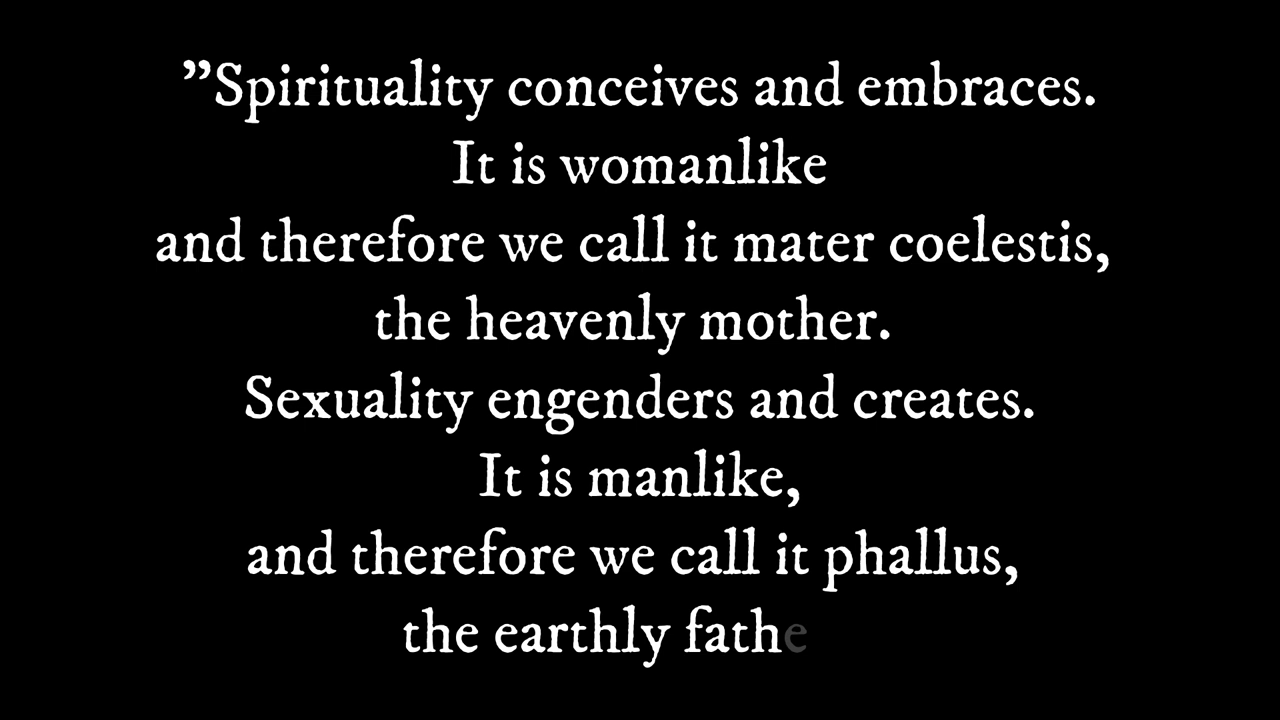 ”Spirituality conceives and embraces.
It is womanlike
and therefore we call it mater coelestis,
the heavenly mother.
Sexuality engenders and creates.
It is manlike,
and therefore we call it phallus,
the earthly fathe